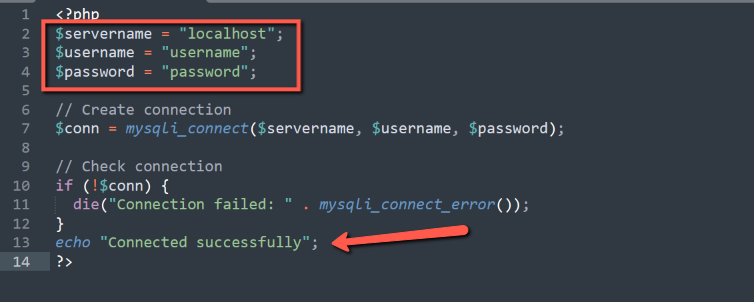 1 <?php
2 $servername = "localhost";
3 $username = "username";
4 $password = "password";
5
6 // Create connection
7 $conn = mysqli_connect($servername, $username, $password);
8
9 // Check connection
10 if (!$conn) {
11   die("Connection failed: " . mysqli_connect_error());
12 }
13 echo "Connected successfully";
14 ?>